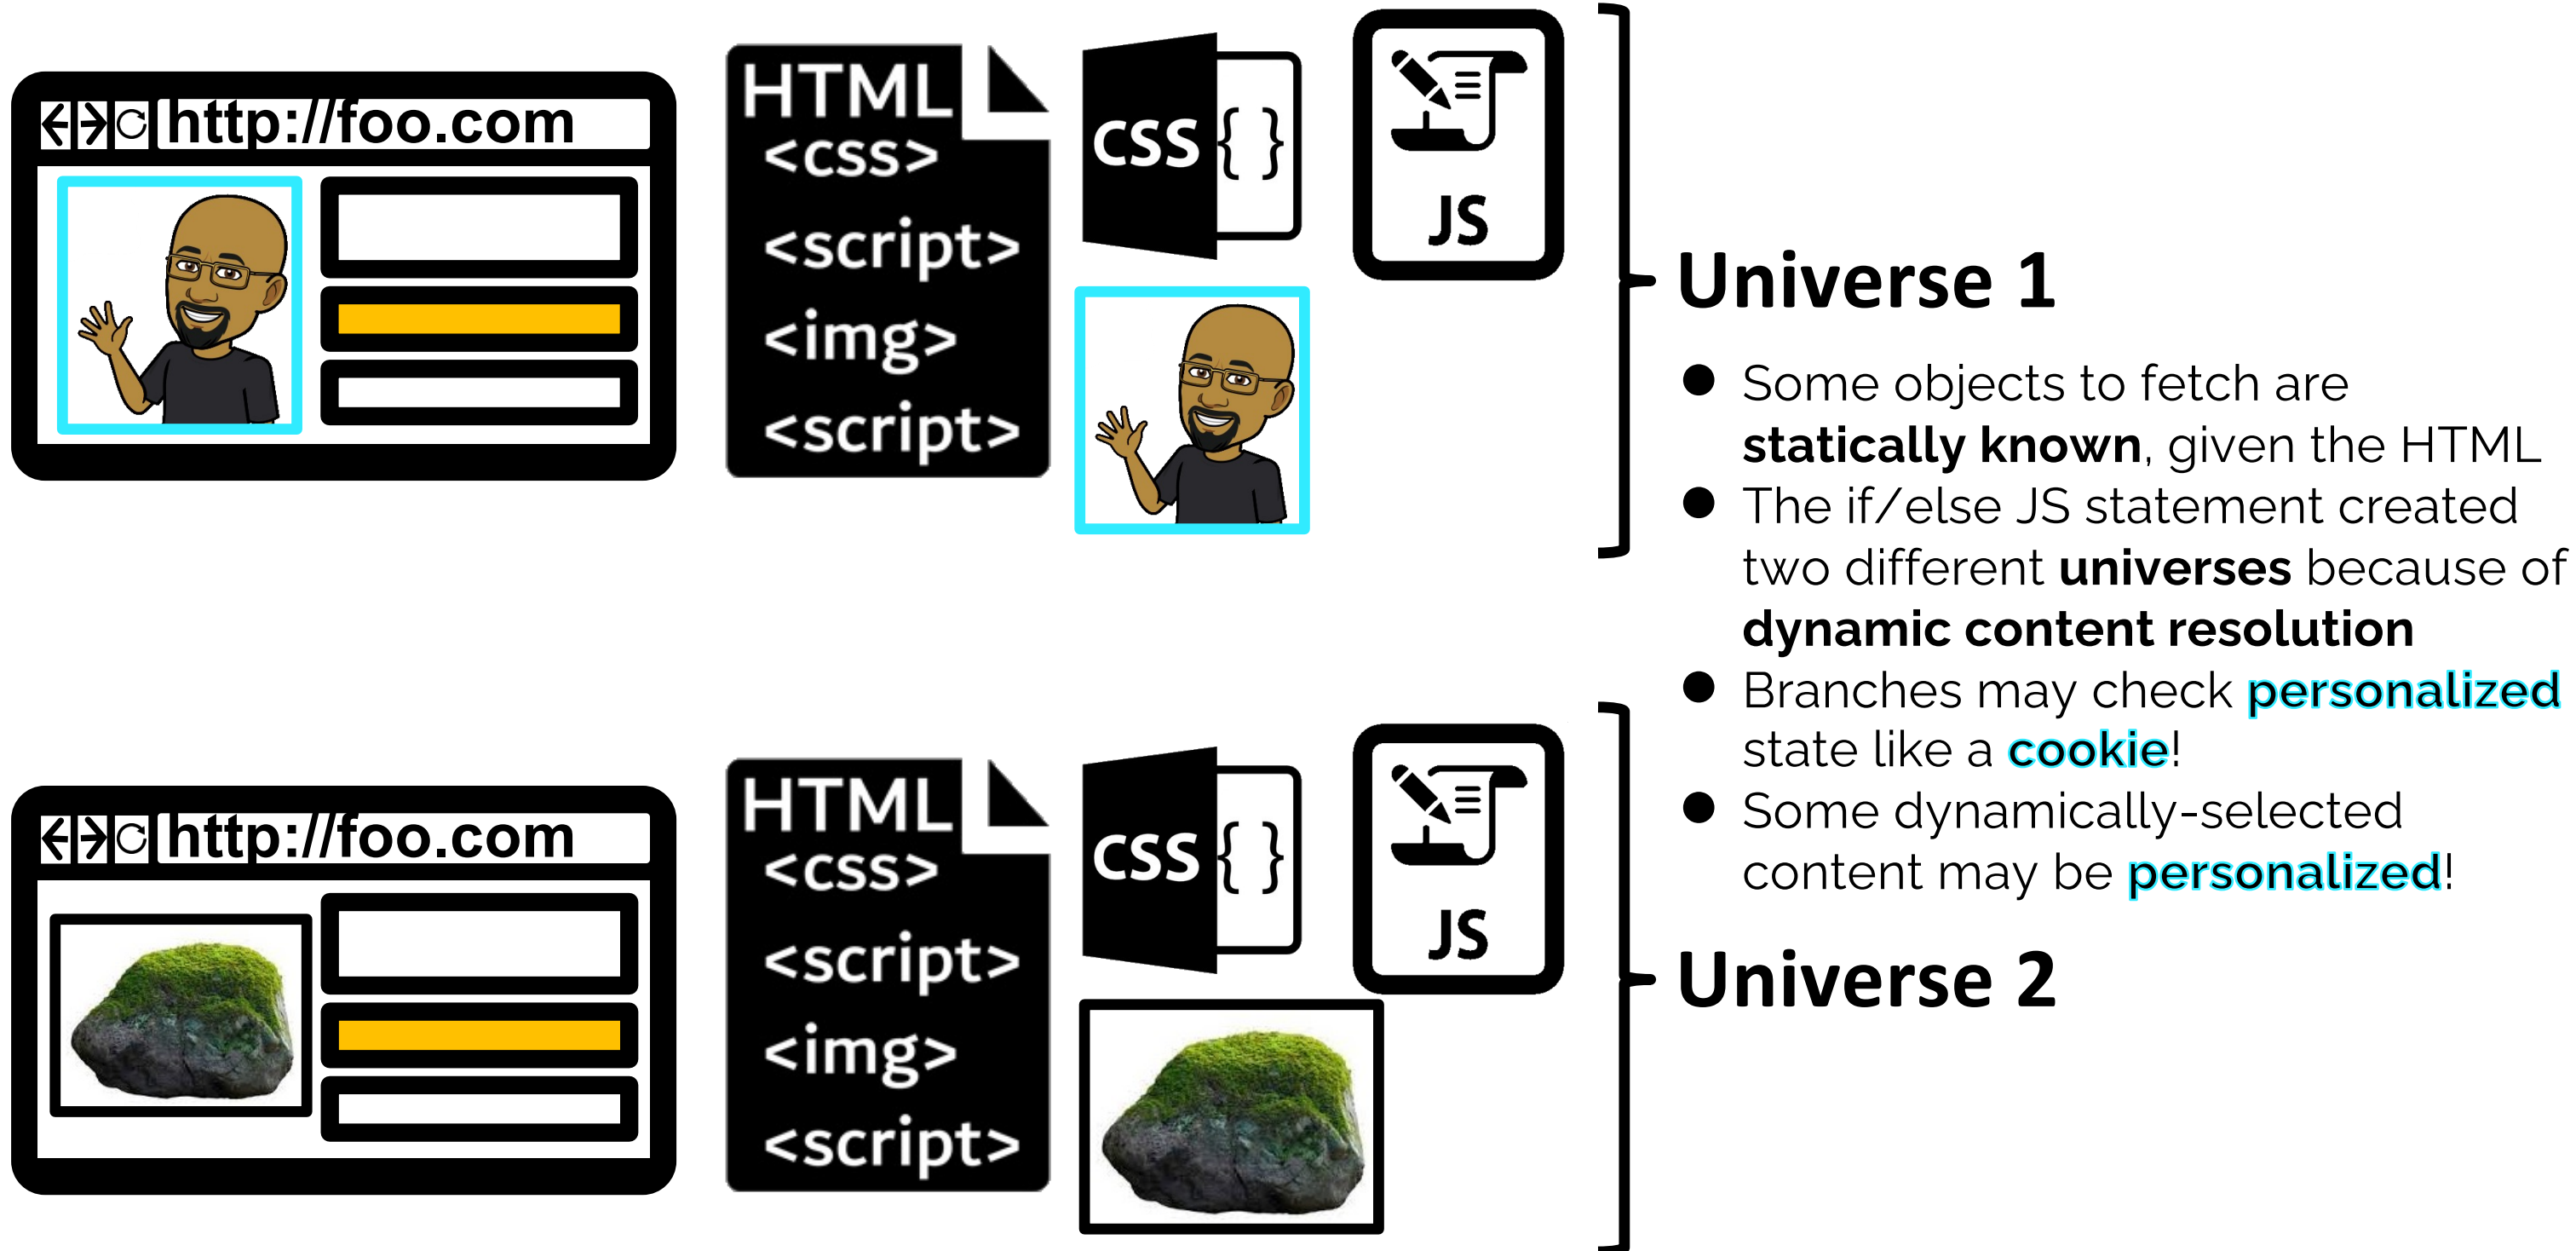 http://foo.com
HTML
<css>
<script>
<img>
<script>
CSS { }
JS
Universe 1
● Some objects to fetch are
statically known, given the HTML
● The if/else JS statement created
two different universes because of
dynamic content resolution
● Branches may check personalized
state like a cookie!
● Some dynamically-selected
content may be personalized!
http://foo.com
HTML
<css>
<script>
<img>
<script>
CSS { }
JS
Universe 2